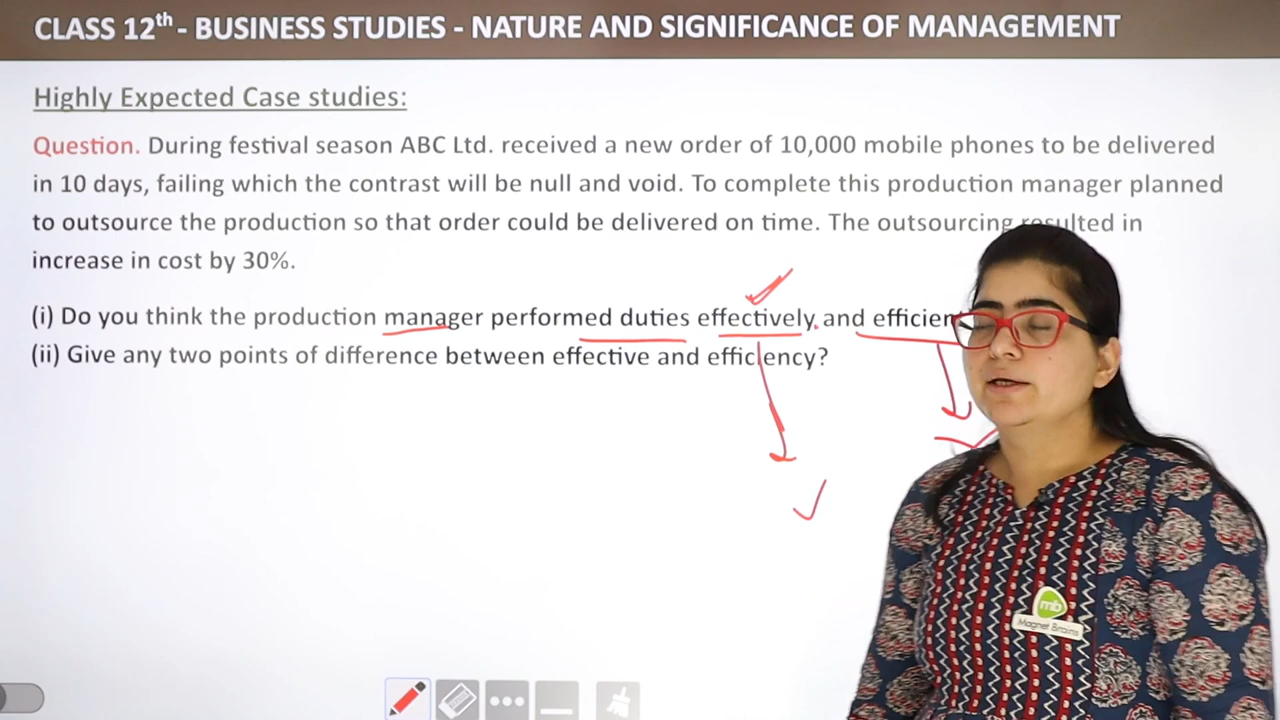 CLASS 12th - BUSINESS STUDIES - NATURE AND SIGNIFICANCE OF MANAGEMENT
Highly Expected Case studies:
Question. During festival season ABC Ltd. received a new order of 10,000 mobile phones to be delivered
in 10 days, failing which the contrast will be null and void. To complete this production manager planned
to outsource the production so that order could be delivered on time. The outsourcing resulted in
increase in cost by 30%.
(i) Do you think the production manager performed duties effectively and
(ii) Give any two points of difference between effective and efficiency?
mb
Magnet Brains